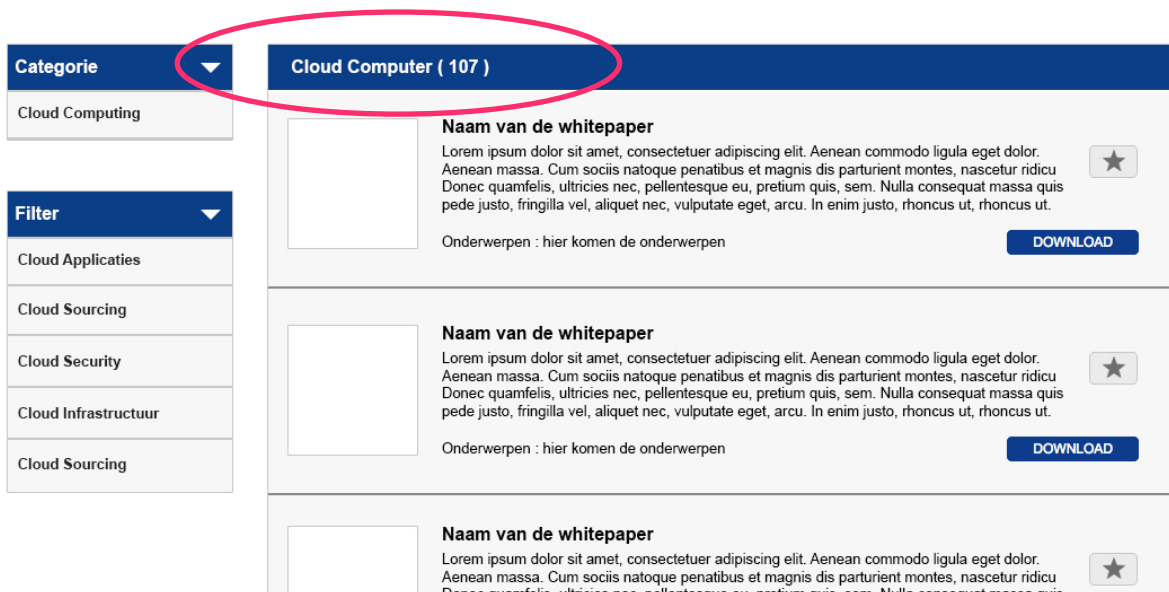 Categorie
Cloud Computing
Filter
Cloud Applicaties
Cloud Sourcing
Cloud Security
Cloud Infrastructuur
Cloud Sourcing
Cloud Computer ( 107 )
Naam van de whitepaper
Lorem ipsum dolor sit amet, consectetuer adipiscing elit. Aenean commodo ligula eget dolor.
Aenean massa. Cum sociis natoque penatibus et magnis dis parturient montes, nascetur ridicu
Donec quamfelis, ultricies nec, pellentesque eu, pretium quis, sem. Nulla consequat massa quis
pede justo, fringilla vel, aliquet nec, vulputate eget, arcu. In enim justo, rhoncus ut, rhoncus ut.
Onderwerpen : hier komen de onderwerpen
DOWNLOAD
Naam van de whitepaper
Lorem ipsum dolor sit amet, consectetuer adipiscing elit. Aenean commodo ligula eget dolor.
Aenean massa. Cum sociis natoque penatibus et magnis dis parturient montes, nascetur ridicu
Donec quamfelis, ultricies nec, pellentesque eu, pretium quis, sem. Nulla consequat massa quis
pede justo, fringilla vel, aliquet nec, vulputate eget, arcu. In enim justo, rhoncus ut, rhoncus ut.
Onderwerpen : hier komen de onderwerpen
DOWNLOAD
Naam van de whitepaper
Lorem ipsum dolor sit amet, consectetuer adipiscing elit. Aenean commodo ligula eget dolor.
Aenean massa. Cum sociis natoque penatibus et magnis dis parturient montes, nascetur ridicu